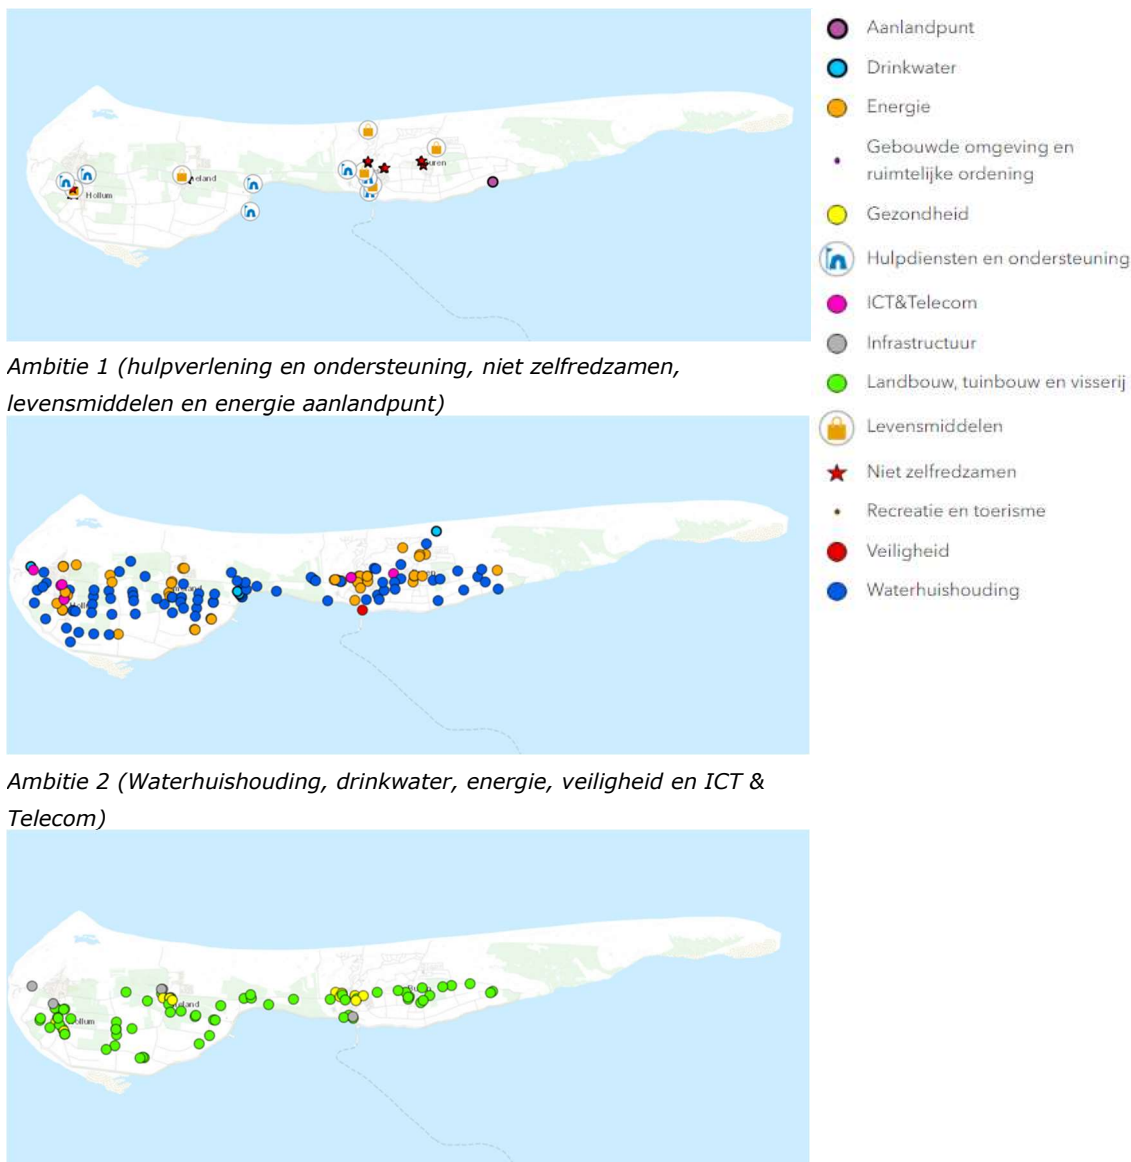 Aanlandpunt
Drinkwater
Energie
Gebouwde omgeving en
ruimtelijke ordening
Gezondheid
Hulpdiensten en ondersteuning
ICT&Telecom
Infrastructuur
Landbouw, tuinbouw en visserij
Levensmiddelen
Niet zelfredzamen
Recreatie en toerisme
Veiligheid
Waterhuishouding
Hollum
Ambitie 1 (hulpverlening en ondersteuning, niet zelfredzamen,
levensmiddelen en energie aanlandpunt)
Ambitie 2 (Waterhuishouding, drinkwater, energie, veiligheid en ICT &
Telecom)